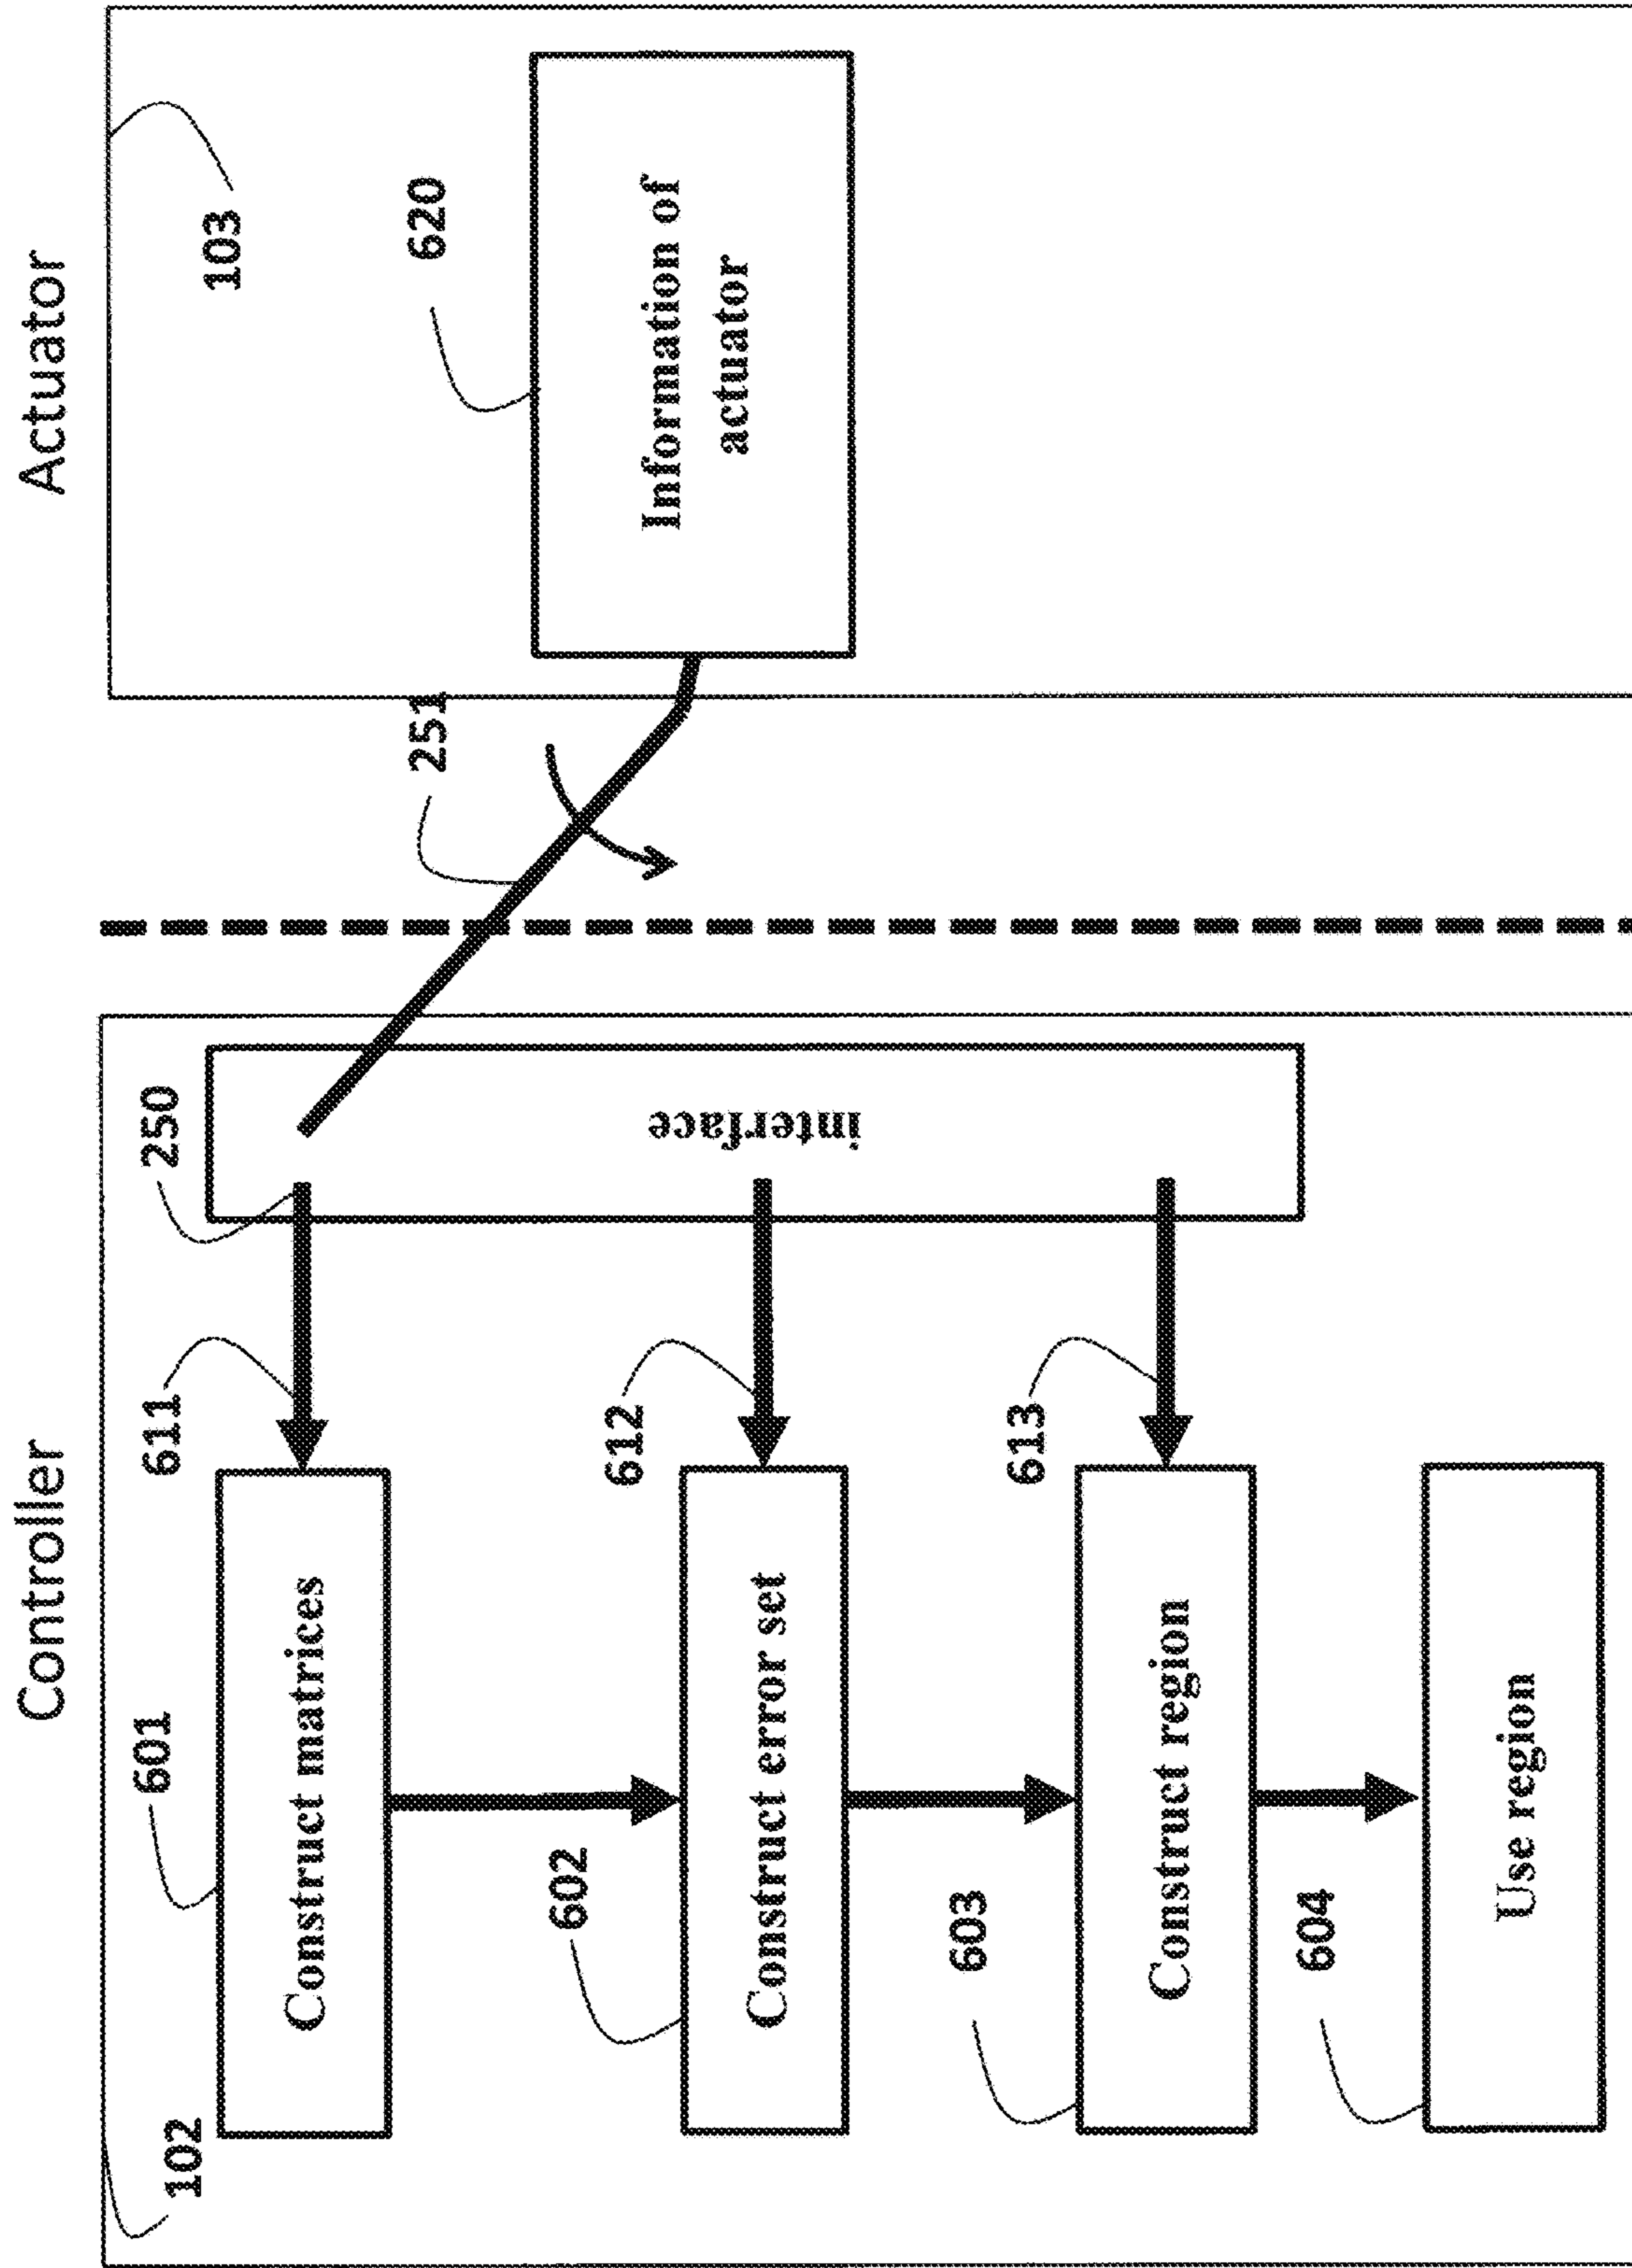 Controller
Actuator
102
601
611
250
103
Construct matrices
interface
251
620
Information of
actuator
602
612
Construct error set
603
613
Construct region
604
Use region